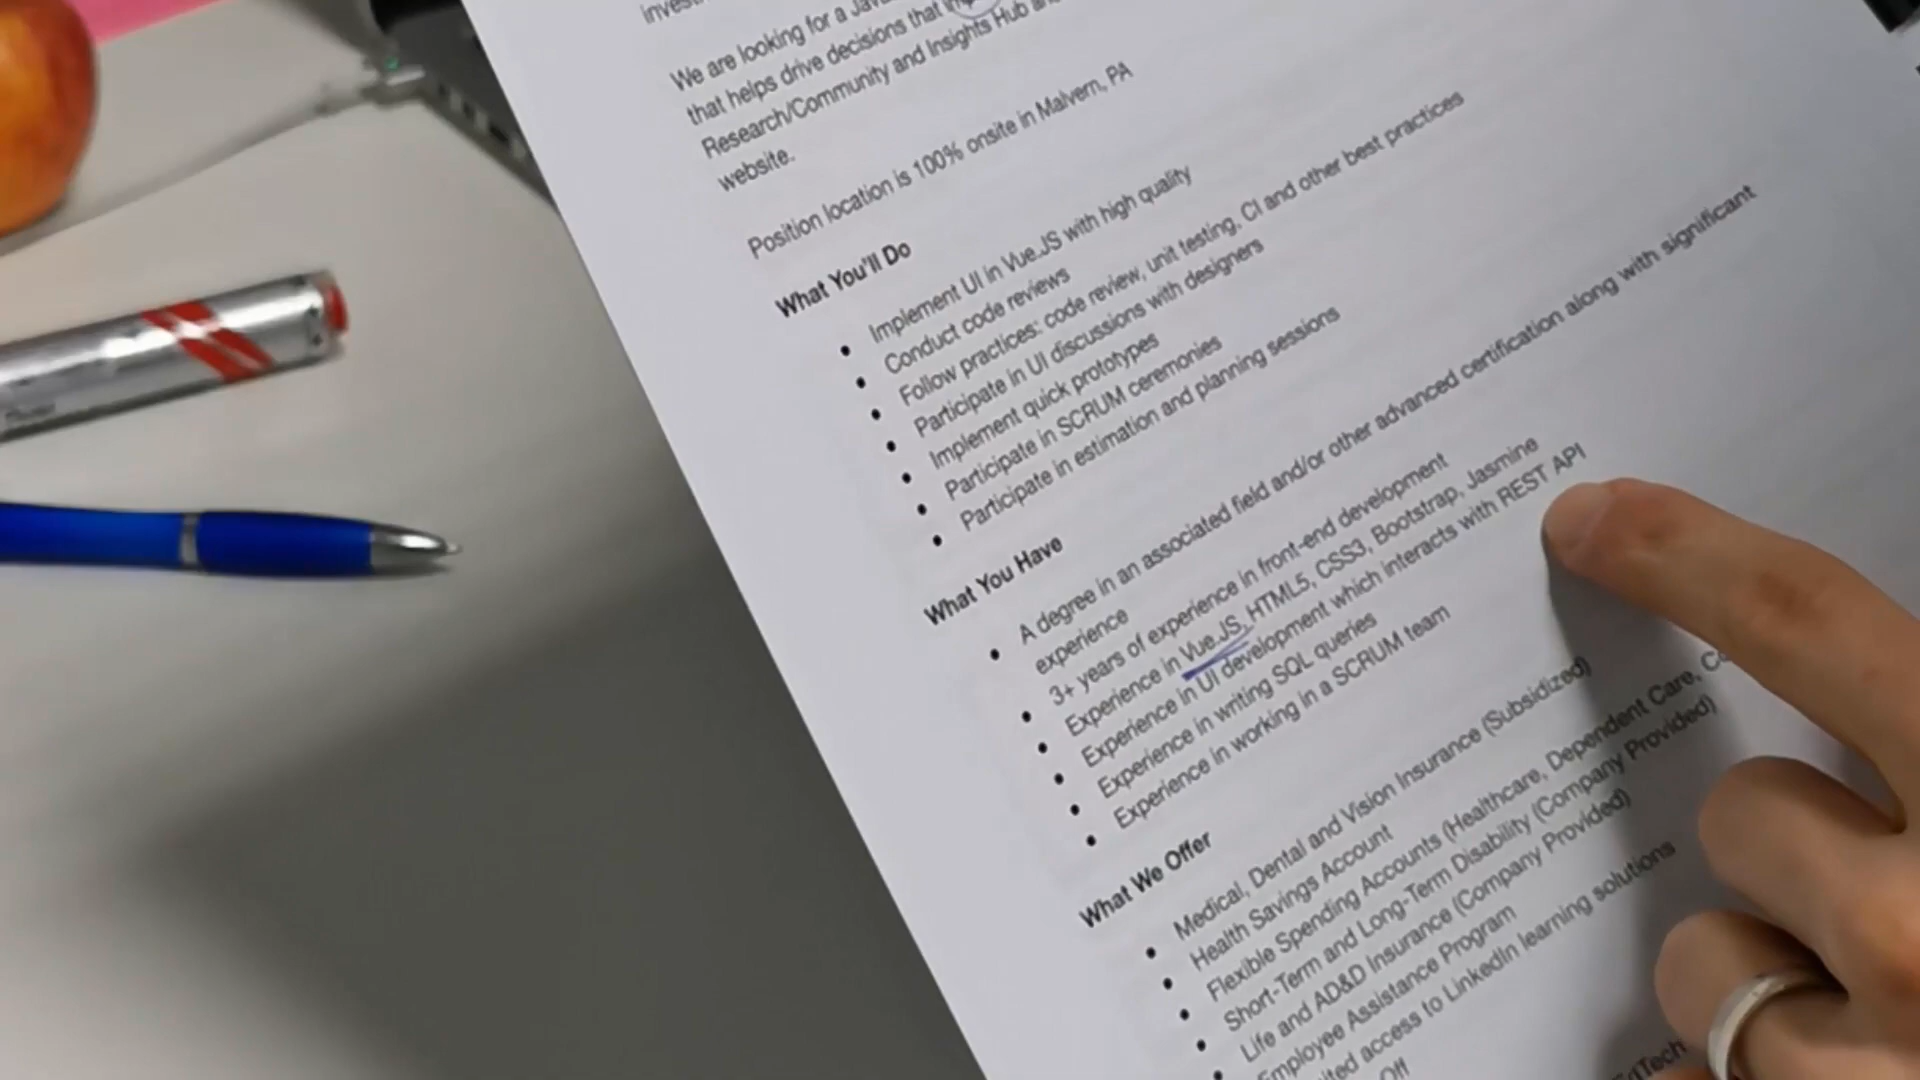 We are looking for a Java
that helps drive decisions that
Research/Community and Insights Hub
website.
Position location is 100% onsite in Malvern, PA
What You'll Do
Implement UI in Vue.JS with high quality
Conduct code reviews
Follow practices: code review, unit testing, CI and other best practices
Participate in UI discussions with designers
Implement quick prototypes
Participate in SCRUM ceremonies
Participate in estimation and planning sessions
What You Have
A degree in an associated field and/or other advanced certification along with significant
experience
3+ years of experience in front-end development
Experience in Vue.JS, HTML5, CSS3, Bootstrap, Jasmine
Experience in UI development which interacts with REST API
Experience in writing SQL queries
Experience in working in a SCRUM team
What We Offer
Medical, Dental and Vision Insurance (Subsidized)
Health Savings Account
Flexible Spending Accounts (Healthcare, Dependent Care,
Short-Term and Long-Term Disability (Company Provided)
Life and AD&D Insurance (Company Provided)
Employee Assistance Program
access to LinkedIn learning solutions
Off
EdTech